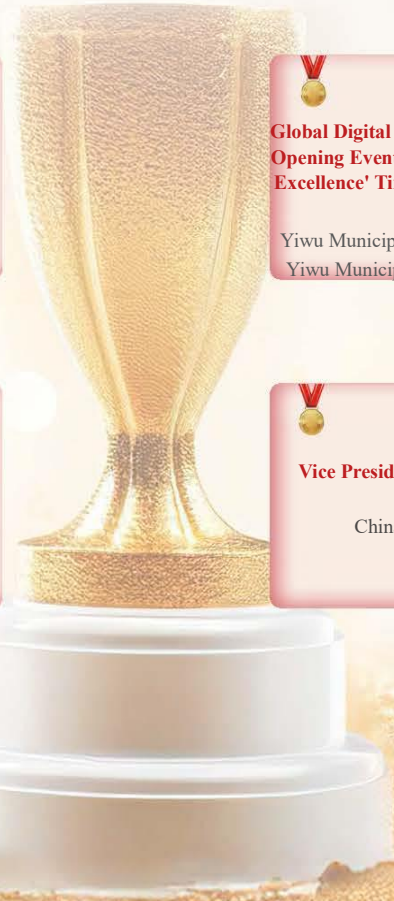 Global Digital
Opening Even
Excellence' Ti
Yiwu Municip
Yiwu Municip
Vice Presid
Chin